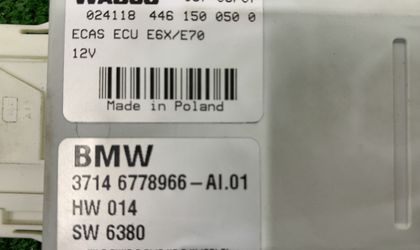 024118 446 150 050 0
ECAS ECU E6X/E70
12V
Made in Poland
BMW
3714 6778966-AI.01
HW 014
SW 6380